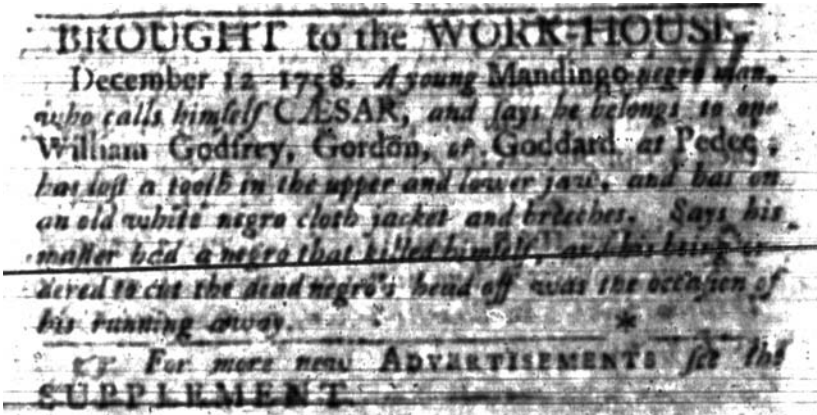 BROUGHT to the WORK-HOUSE,
December 12 1758. A young Mandingo negro man,
who calls himself CÆSAR, and says he belongs to one
William Godfrey, Gordon, or Goddard at Pedee,
has lost a tooth in the upper and lower jaw, and has on
an old white negro cloth jacket and breeches. Says his
master had a negro that killed himself, and his being or-
dered to cut the dead negro's head off was the occasion of
his running away. *
☞ For more new ADVERTISEMENTS see the
SUPPLEMENT.